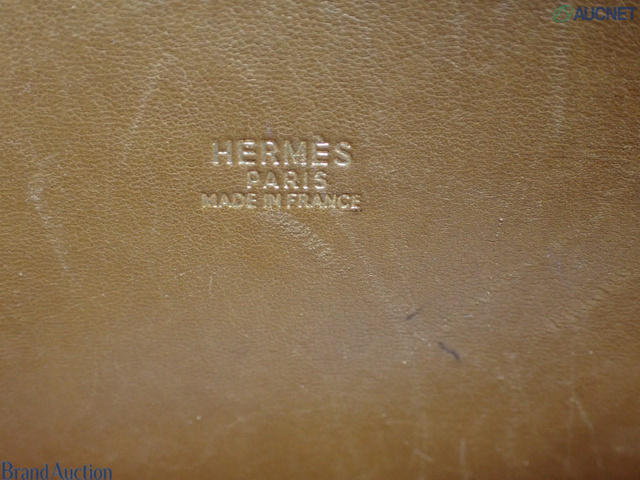 AUCNET
HERMÈS
PARIS
MADE IN FRANCE
Brand Auction